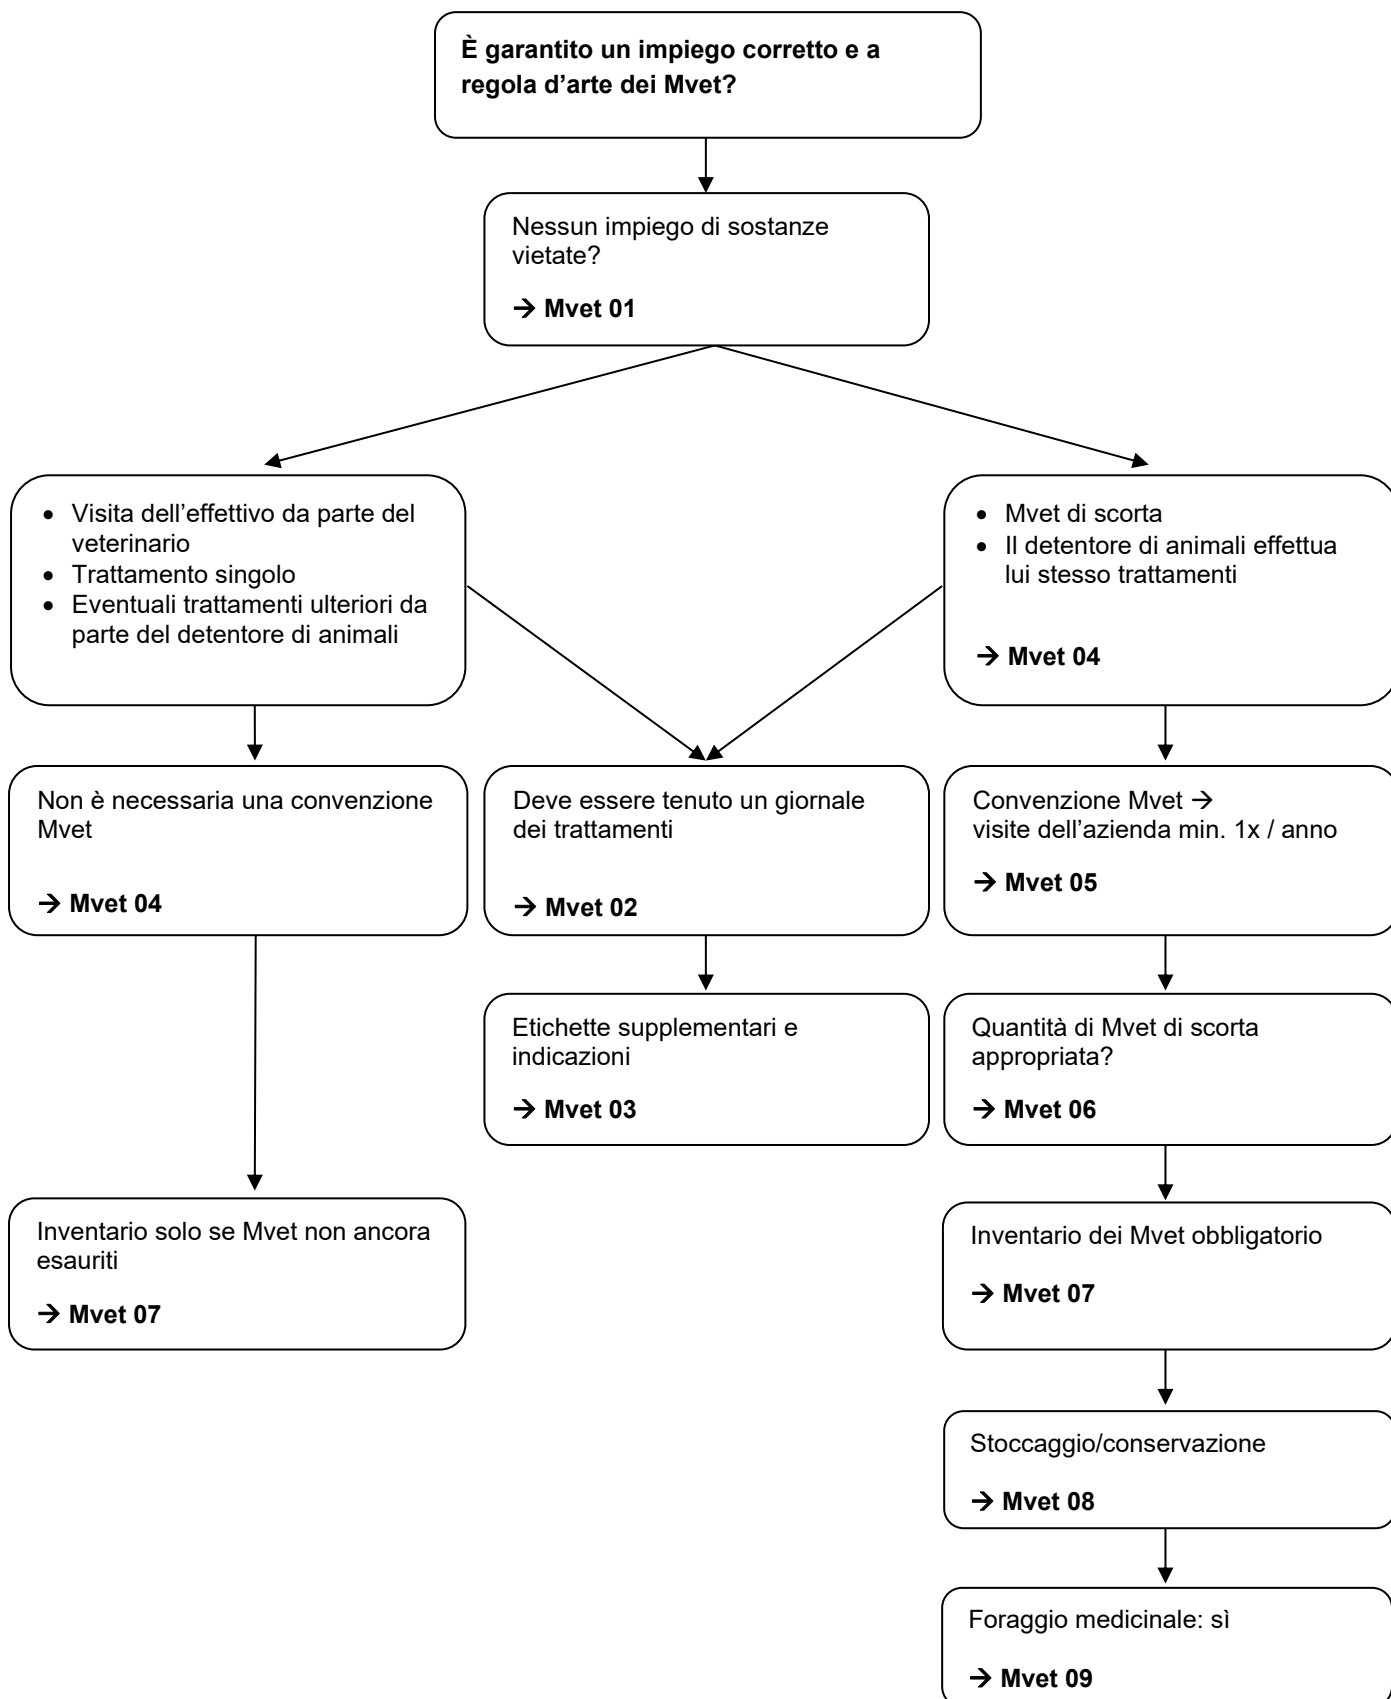 È garantito un impiego corretto e a
regola d’arte dei Mvet?
Nessun impiego di sostanze
vietate?
→ Mvet 01
• Visita dell’effettivo da parte del
veterinario
• Trattamento singolo
• Eventuali trattamenti ulteriori da
parte del detentore di animali
• Mvet di scorta
• Il detentore di animali effettua
lui stesso trattamenti
→ Mvet 04
Non è necessaria una convenzione
Mvet
→ Mvet 04
Deve essere tenuto un giornale
dei trattamenti
→ Mvet 02
Convenzione Mvet →
visite dell’azienda min. 1x / anno
→ Mvet 05
Etichette supplementari e
indicazioni
→ Mvet 03
Quantità di Mvet di scorta
appropriata?
→ Mvet 06
Inventario solo se Mvet non ancora
esauriti
→ Mvet 07
Inventario dei Mvet obbligatorio
→ Mvet 07
Stoccaggio/conservazione
→ Mvet 08
Foraggio medicinale: sì
→ Mvet 09